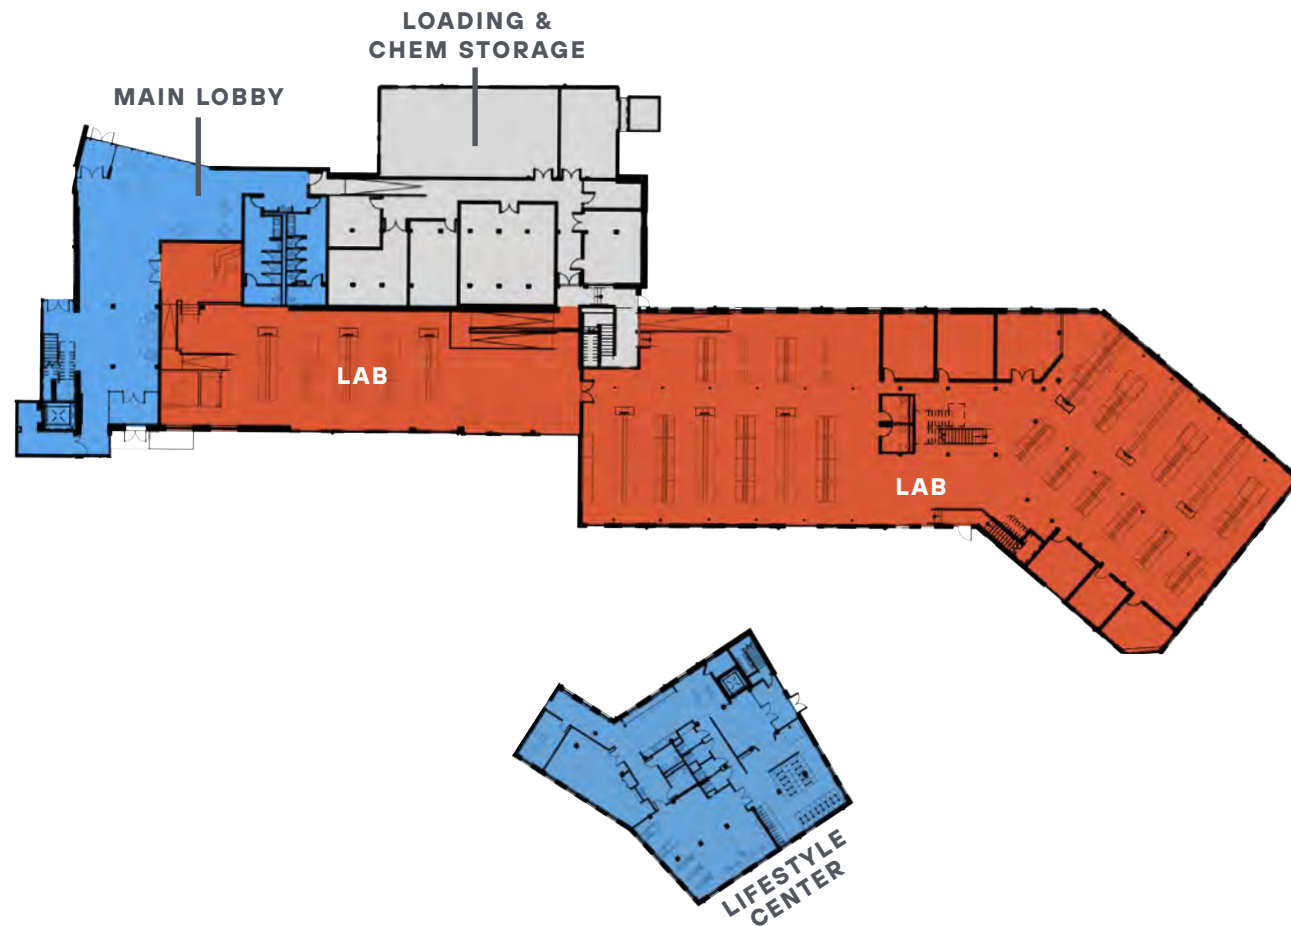 LOADING &
CHEM STORAGE
MAIN LOBBY
LAB
LAB
LIFESTYLE
CENTER